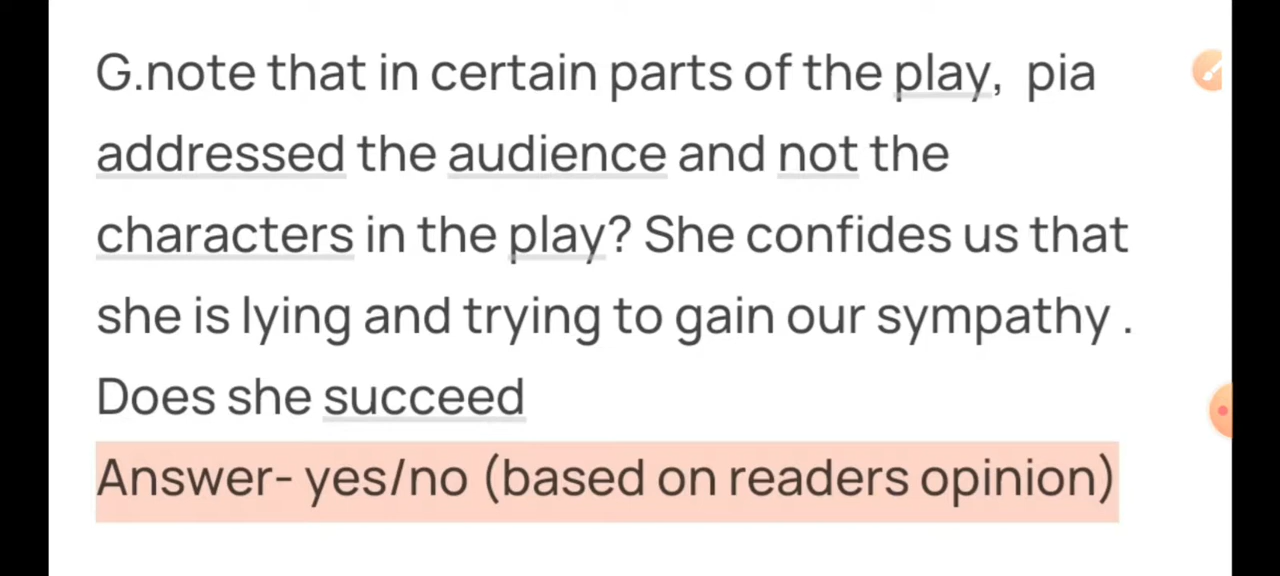 G.note that in certain parts of the play, pia
addressed the audience and not the
characters in the play? She confides us that
she is lying and trying to gain our sympathy .
Does she succeed
Answer- yes/no (based on readers opinion)